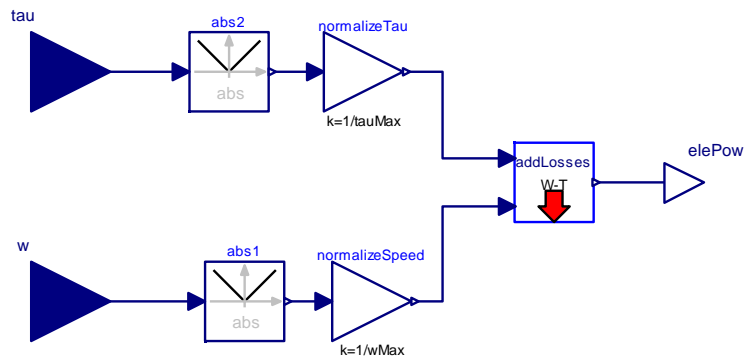 tau
abs2
abs
normalizeTau
k=1/tauMax
addLosses
W-T
elePow
w
abs1
abs
normalizeSpeed
k=1/wMax